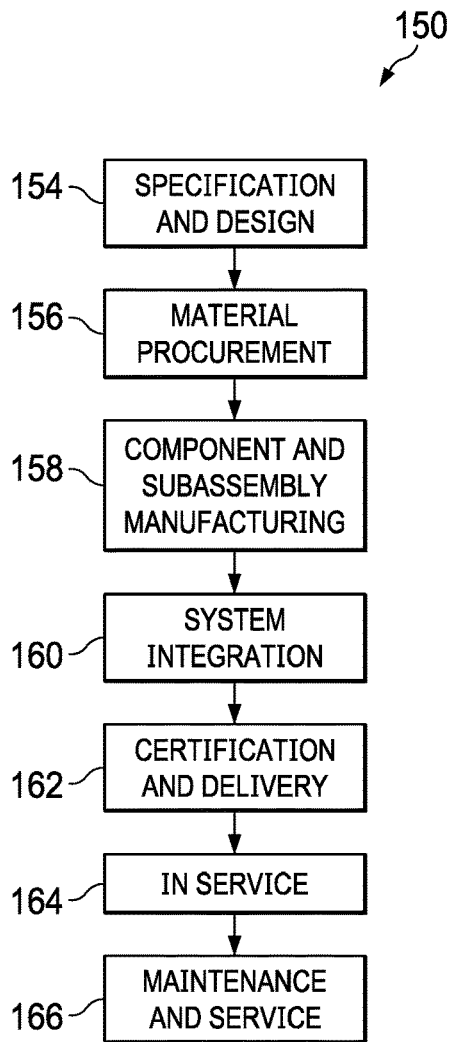 150
154
SPECIFICATION
AND DESIGN
156
MATERIAL
PROCUREMENT
158
COMPONENT AND
SUBASSEMBLY
MANUFACTURING
160
SYSTEM
INTEGRATION
162
CERTIFICATION
AND DELIVERY
164
IN SERVICE
166
MAINTENANCE
AND SERVICE